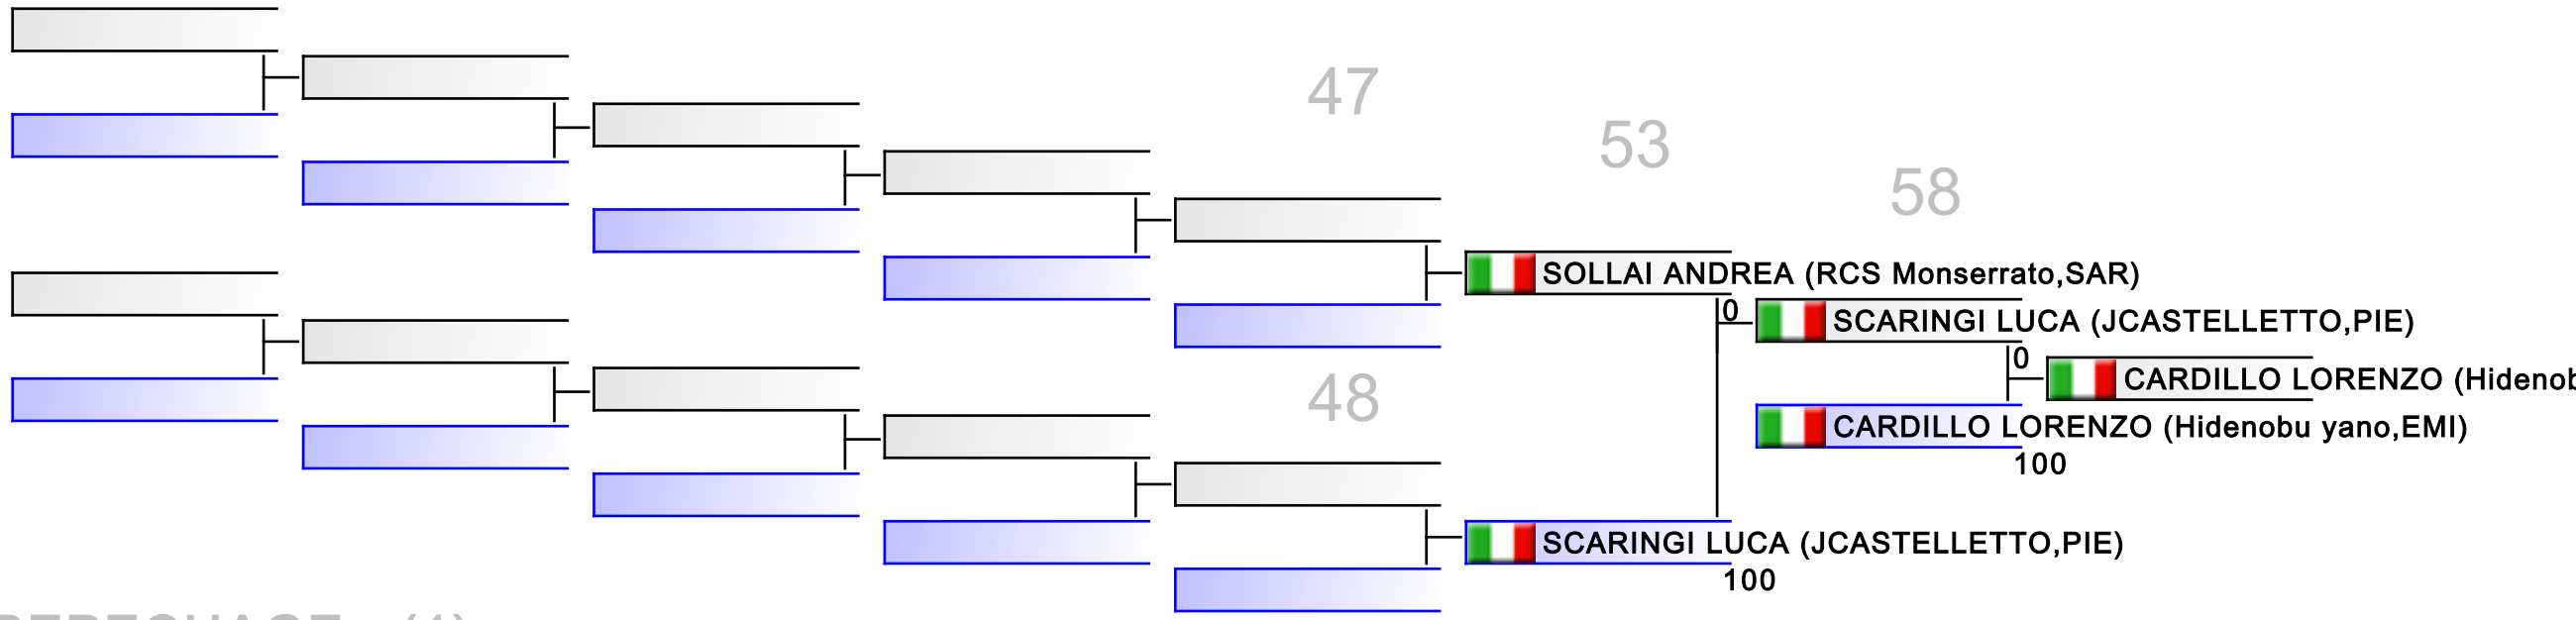 47
53
58
SOLLAI ANDREA (RCS Monserrato,SAR)
0
SCARINGI LUCA (JCASTELLETTO,PIE)
0
CARDILLO LORENZO (Hidenob
48
CARDILLO LORENZO (Hidenobu yano,EMI)
100
SCARINGI LUCA (JCASTELLETTO,PIE)
100